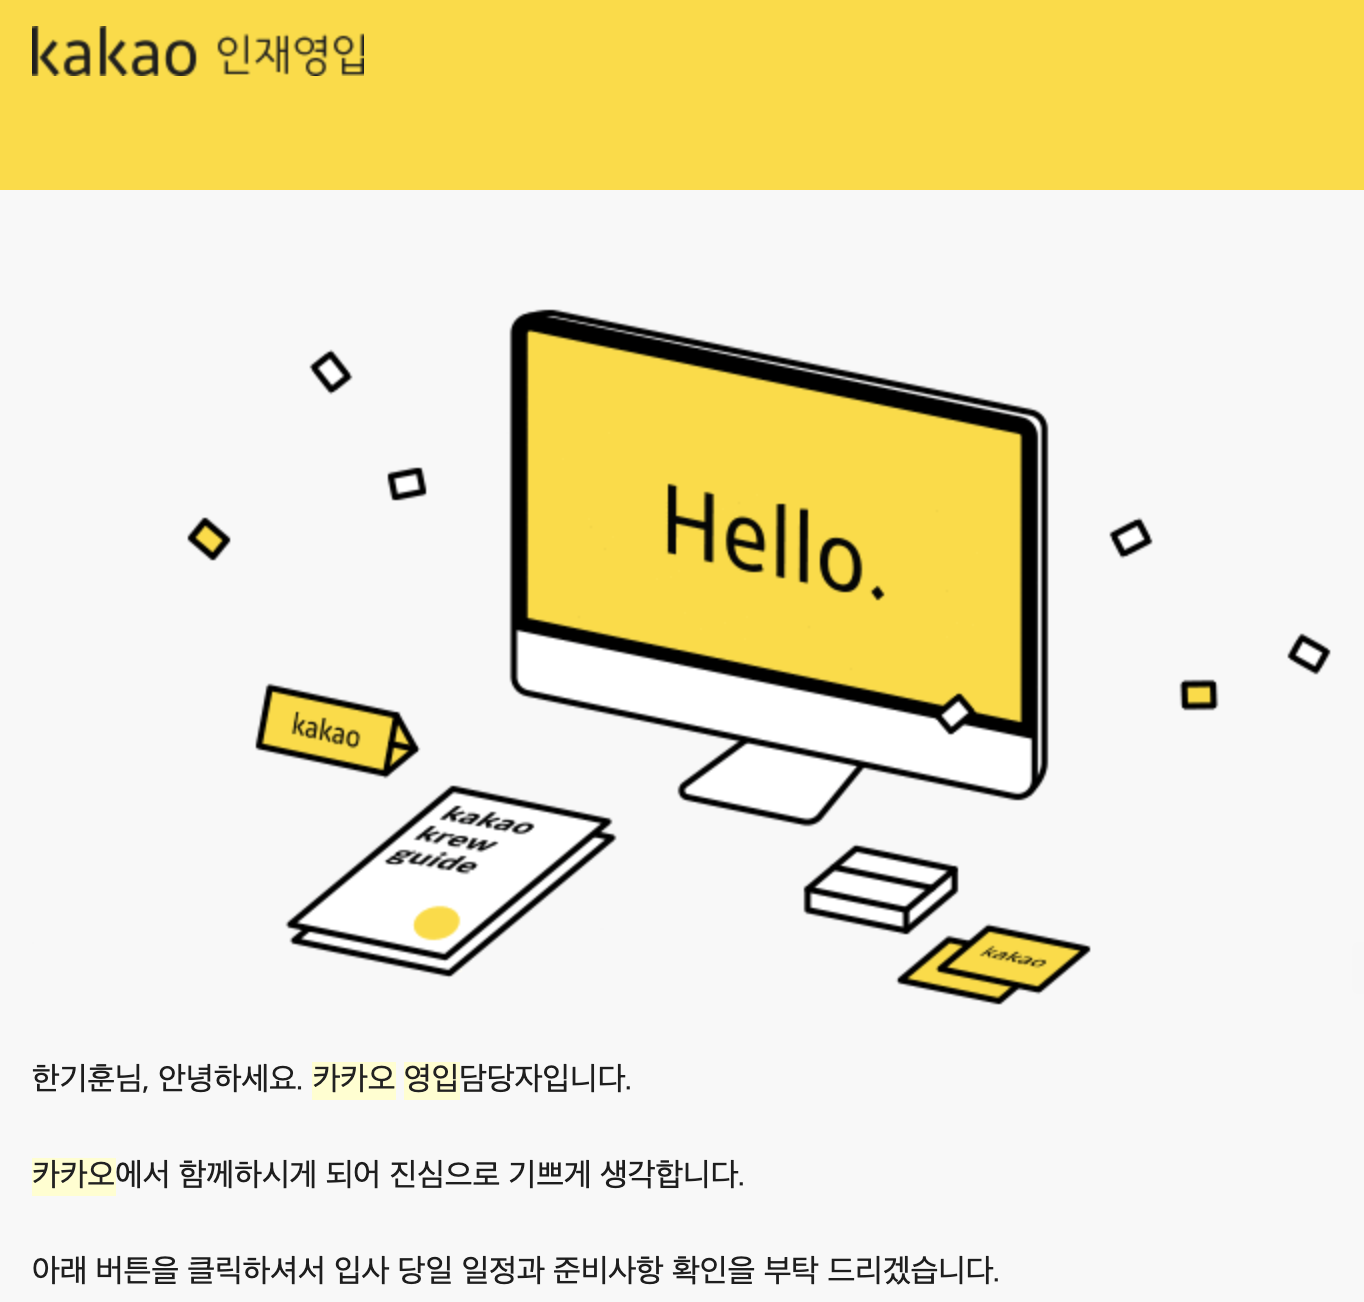 kakao 인재영입
Hello.
kakao
kakao
krew
guide
kakao
한기훈님, 안녕하세요. 카카오 영입담당자입니다.
카카오에서 함께하시게 되어 진심으로 기쁘게 생각합니다.
아래 버튼을 클릭하셔서 입사 당일 일정과 준비사항 확인을 부탁 드리겠습니다.